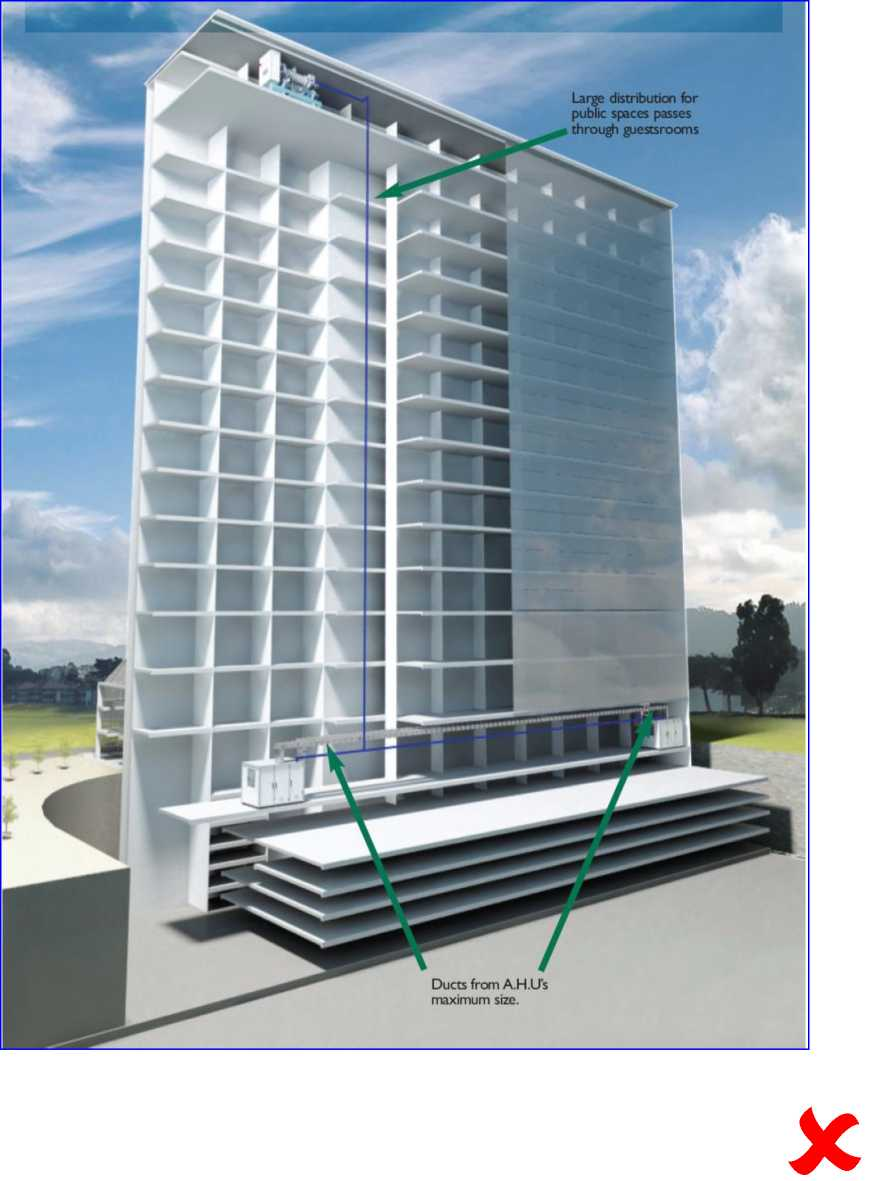 Large distribution for
public spaces passes
through guestsrooms
Ducts from A.H.U's
maximum size.